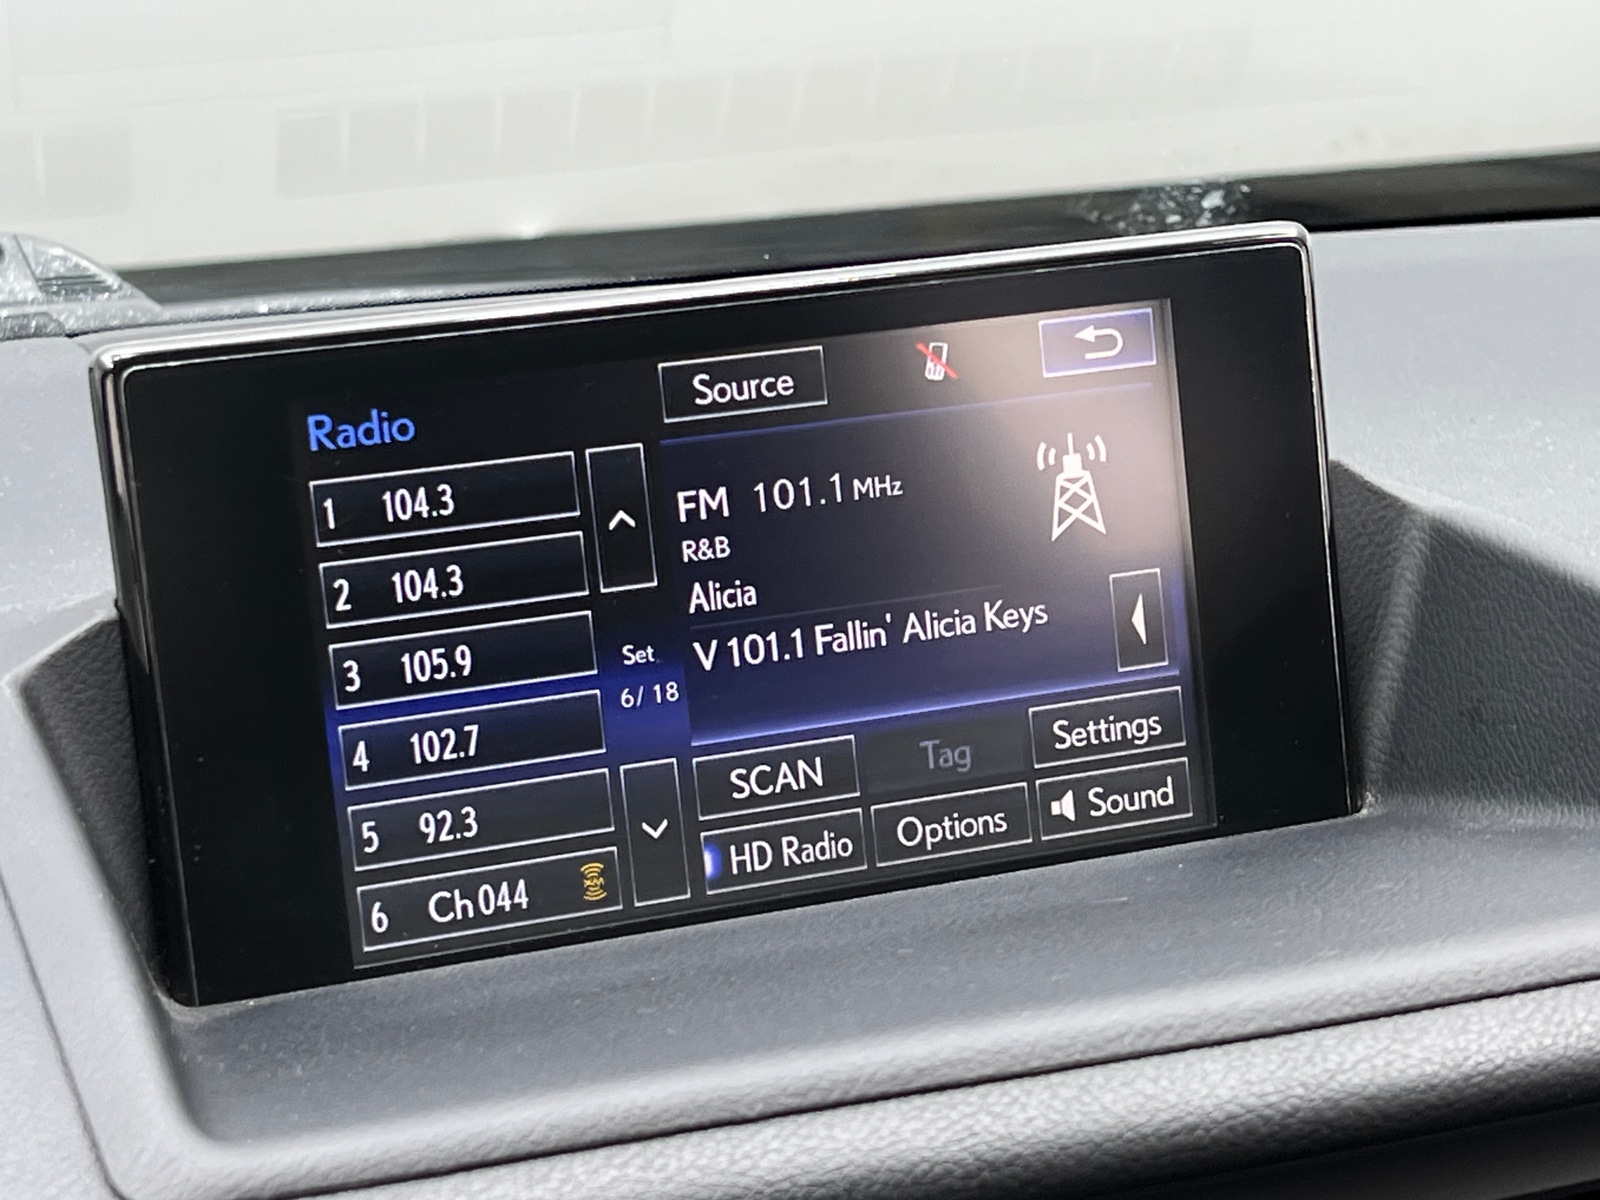 Radio
Source
1 104.3
2 104.3
3 105.9
4 102.7
5 92.3
6 Ch044
Set
6/18
FM 101.1 MHz
R&B
Alicia
V 101.1 Fallin' Alicia Keys
SCAN
Tag
Settings
HD Radio
Options
Sound